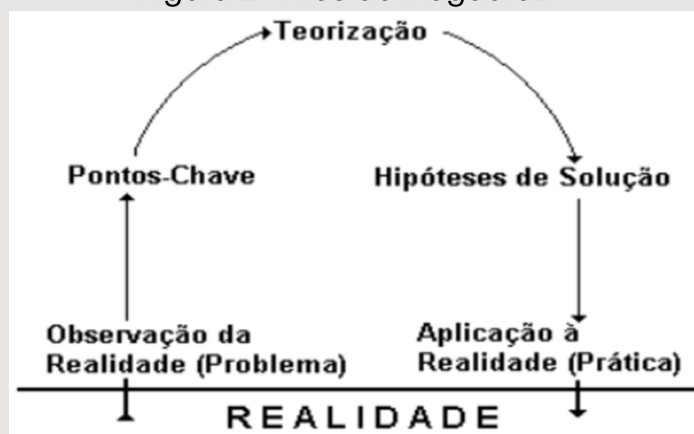 Teorização
Pontos-Chave
Hipóteses de Solução
Observação da
Realidade (Problema)
Aplicação à
Realidade (Prática)
REALIDADE